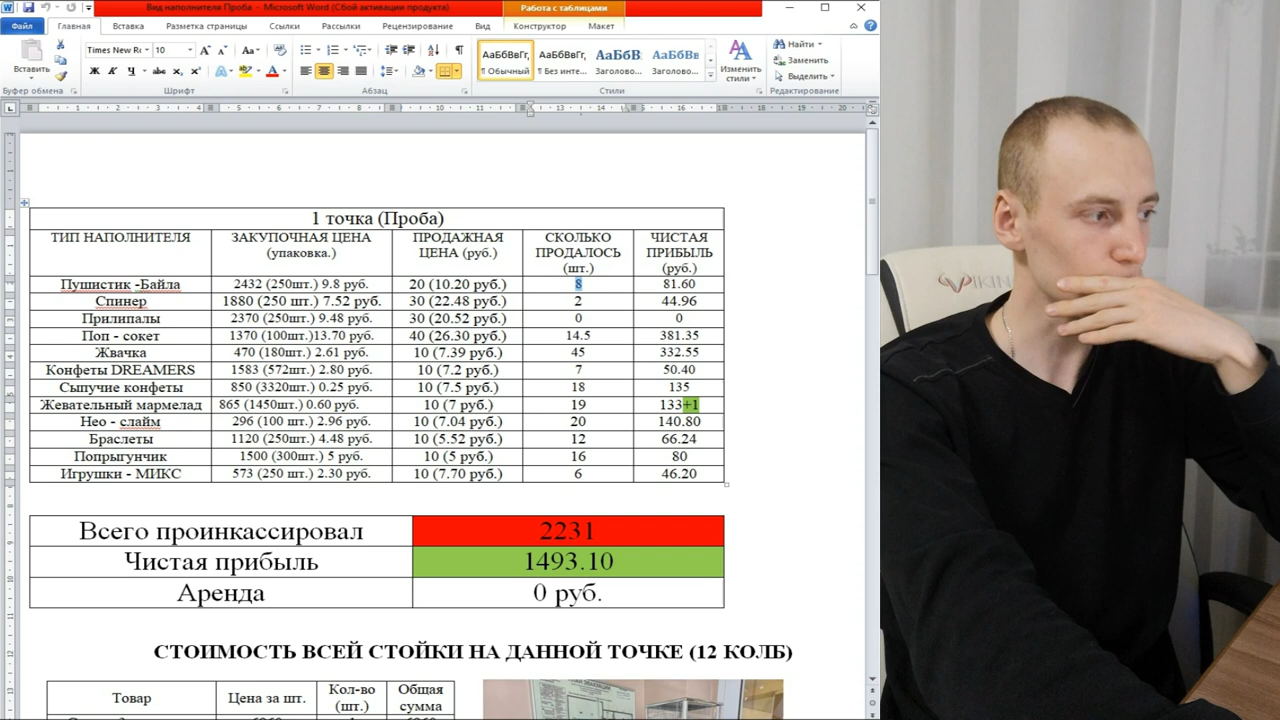 Вид наполнителя Проба - Microsoft Word (Сбой активации продукта)
Работа с таблицами
Файл Главная Вставка Разметка страницы Ссылки Рассылки Рецензирование Вид Конструктор Макет
Вставить
Times New Ro 10
Ж К Ч abc x₂ x²
АаБбВвГг, АаБбВвГг, АаБбВ АаБбВвГ
¶ Обычный ¶ Без инте... Заголово... Заголово...
Изменить стили
Найти
Заменить
Выделить
Буфер обмена Шрифт Абзац Стили Редактирование
1 точка (Проба)
ТИП НАПОЛНИТЕЛЯ ЗАКУПОЧНАЯ ЦЕНА (упаковка.) ПРОДАЖНАЯ ЦЕНА (руб.) СКОЛЬКО ПРОДАЛОСЬ (шт.) ЧИСТАЯ ПРИБЫЛЬ (руб.)
Пушистик -Байла 2432 (250шт.) 9.8 руб. 20 (10.20 руб.) 8 81.60
Спинер 1880 (250 шт.) 7.52 руб. 30 (22.48 руб.) 2 44.96
Прилипалы 2370 (250шт.) 9.48 руб. 30 (20.52 руб.) 0 0
Поп - сокет 1370 (100шт.)13.70 руб. 40 (26.30 руб.) 14.5 381.35
Жвачка 470 (180шт.) 2.61 руб. 10 (7.39 руб.) 45 332.55
Конфеты DREAMERS 1583 (572шт.) 2.80 руб. 10 (7.2 руб.) 7 50.40
Сыпучие конфеты 850 (3320шт.) 0.25 руб. 10 (7.5 руб.) 18 135
Жевательный мармелад 865 (1450шт.) 0.60 руб. 10 (7 руб.) 19 133+1
Нео - слайм 296 (100 шт.) 2.96 руб. 10 (7.04 руб.) 20 140.80
Браслеты 1120 (250шт.) 4.48 руб. 10 (5.52 руб.) 12 66.24
Попрыгунчик 1500 (300шт.) 5 руб. 10 (5 руб.) 16 80
Игрушки - МИКС 573 (250 шт.) 2.30 руб. 10 (7.70 руб.) 6 46.20
Всего проинкассировал 2231
Чистая прибыль 1493.10
Аренда 0 руб.
СТОИМОСТЬ ВСЕЙ СТОЙКИ НА ДАННОЙ ТОЧКЕ (12 КОЛБ)
Товар Цена за шт. Кол-во (шт.) Общая сумма